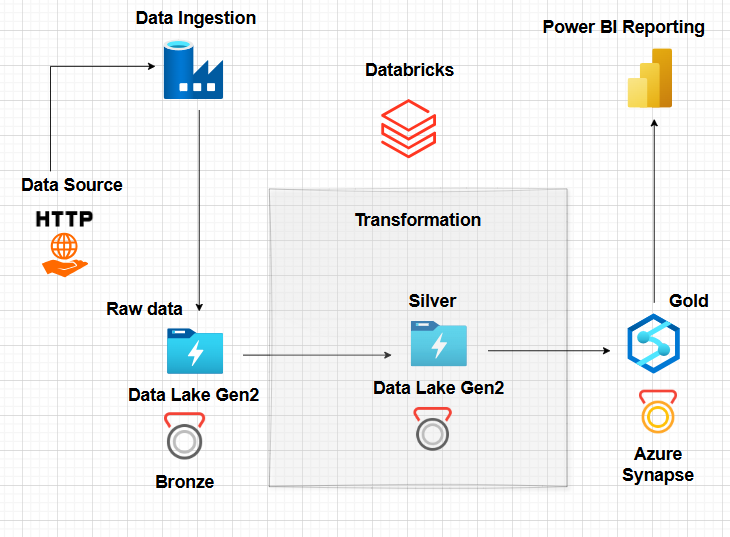 Data Ingestion
Power BI Reporting
Databricks
Data Source
HTTP
Transformation
Raw data
Silver
Gold
Data Lake Gen2
Data Lake Gen2
Bronze
Azure
Synapse